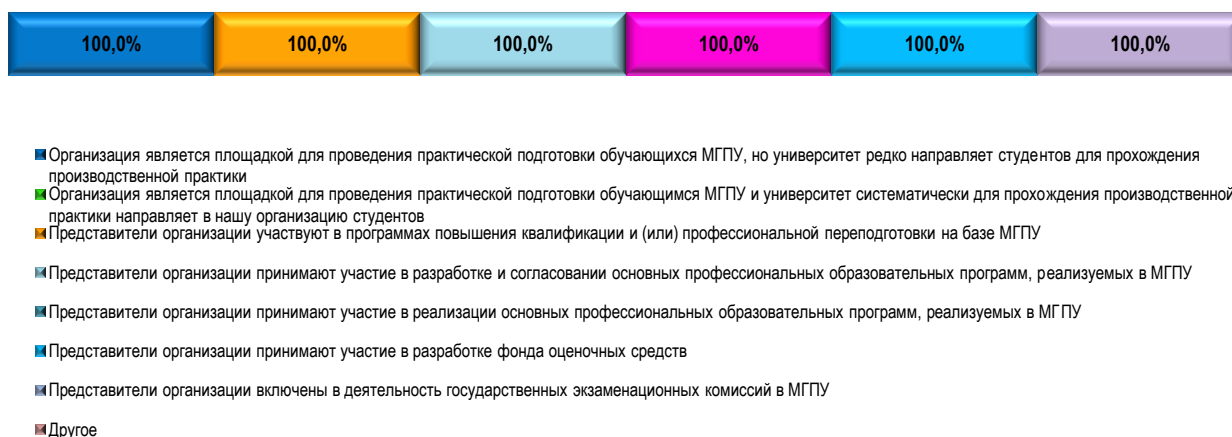 100,0% 100,0% 100,0% 100,0% 100,0% 100,0%
Организация является площадкой для проведения практической подготовки обучающихся МГПУ, но университет редко направляет студентов для прохождения
производственной практики
Организация является площадкой для проведения практической подготовки обучающимся МГПУ и университет систематически для прохождения производственной
практики направляет в нашу организацию студентов
Представители организации участвуют в программах повышения квалификации и (или) профессиональной переподготовки на базе МГПУ
Представители организации принимают участие в разработке и согласовании основных профессиональных образовательных программ, реализуемых в МГПУ
Представители организации принимают участие в реализации основных профессиональных образовательных программ, реализуемых в МГПУ
Представители организации принимают участие в разработке фонда оценочных средств
Представители организации включены в деятельность государственных экзаменационных комиссий в МГПУ
Другое